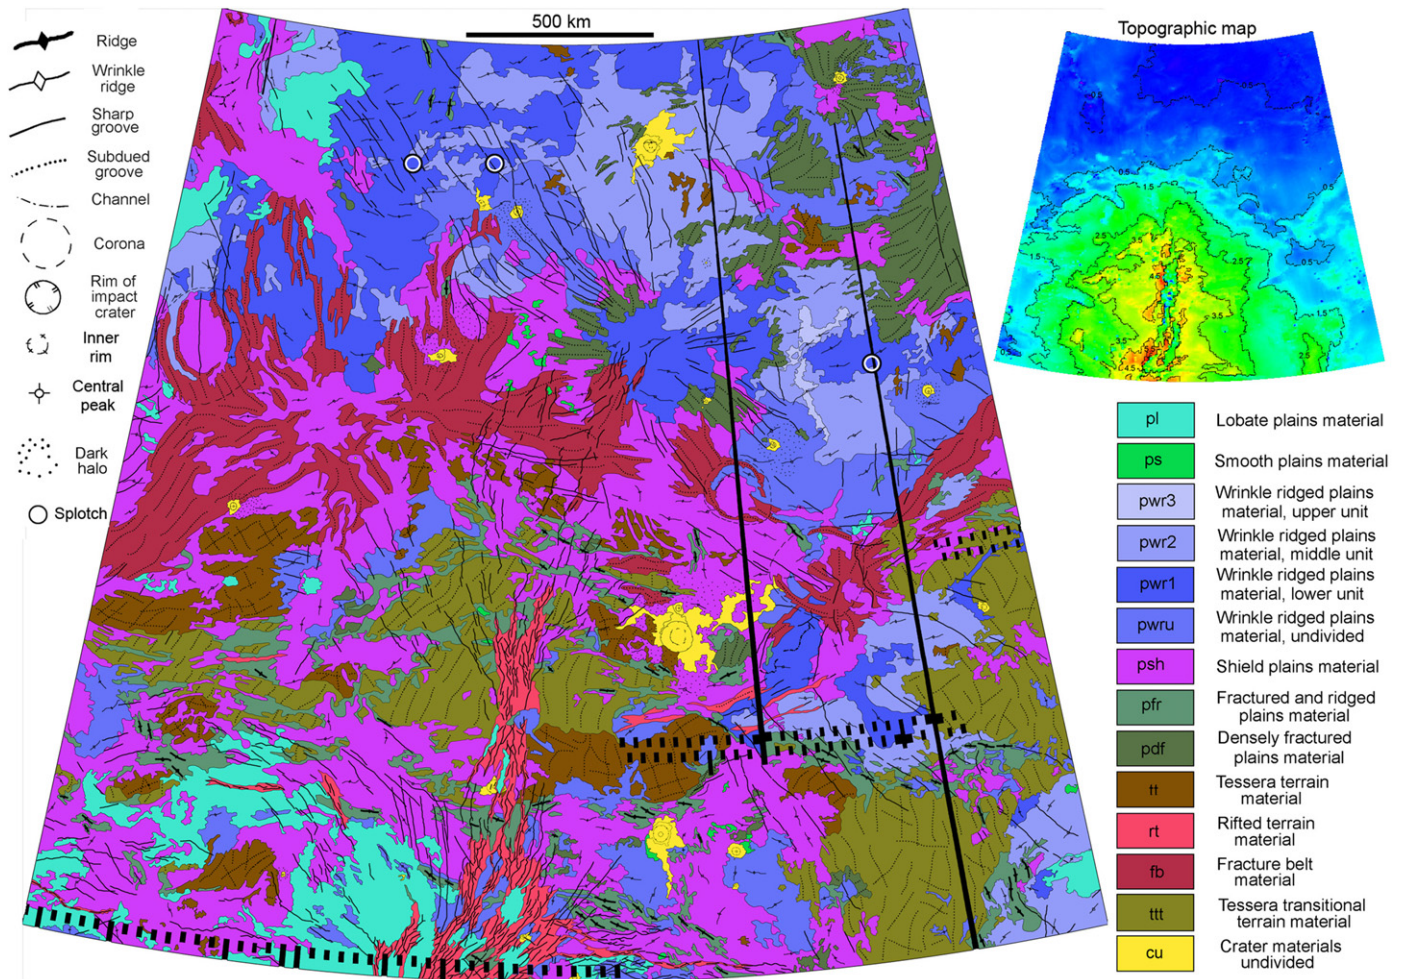 500 km
Ridge
Wrinkle
ridge
Sharp
groove
Subdued
groove
Channel
Corona
Rim of
impact
crater
Inner
rim
Central
peak
Dark
halo
Splotch
Topographic map
pl
Lobate plains material
ps
Smooth plains material
pwr3
Wrinkle ridged plains
material, upper unit
pwr2
Wrinkle ridged plains
material, middle unit
pwr1
Wrinkle ridged plains
material, lower unit
pwru
Wrinkle ridged plains
material, undivided
psh
Shield plains material
pfr
Fractured and ridged
plains material
pdf
Densely fractured
plains material
tt
Tessera terrain
material
rt
Rifted terrain
material
fb
Fracture belt
material
ttt
Tessera transitional
terrain material
cu
Crater materials
undivided